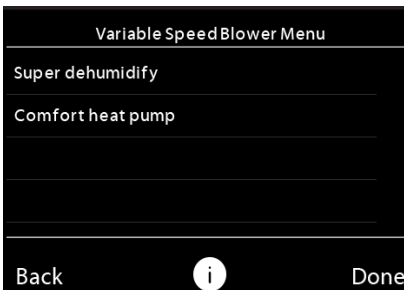 Variable Speed Blower Menu
Super dehumidify
Comfort heat pump
Back i Done